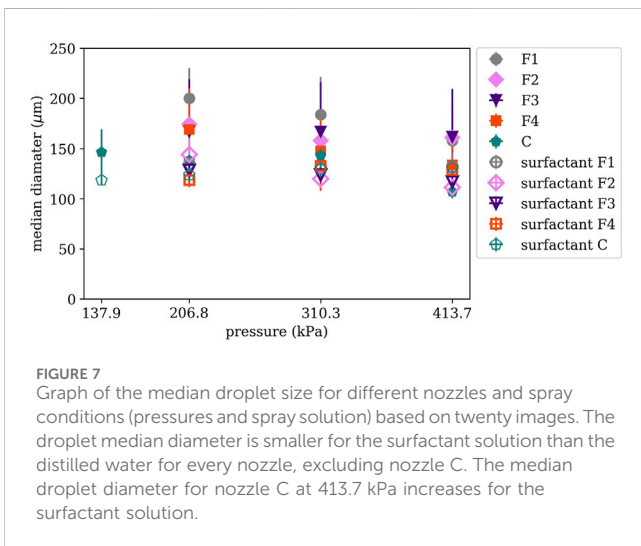 250
200
150
100
50
0
median diamater (μm)
137.9 206.8 310.3 413.7
pressure (kPa)
F1
F2
F3
F4
C
surfactant F1
surfactant F2
surfactant F3
surfactant F4
surfactant C
FIGURE 7
Graph of the median droplet size for different nozzles and spray
conditions (pressures and spray solution) based on twenty images. The
droplet median diameter is smaller for the surfactant solution than the
distilled water for every nozzle, excluding nozzle C. The median
droplet diameter for nozzle C at 413.7 kPa increases for the
surfactant solution.